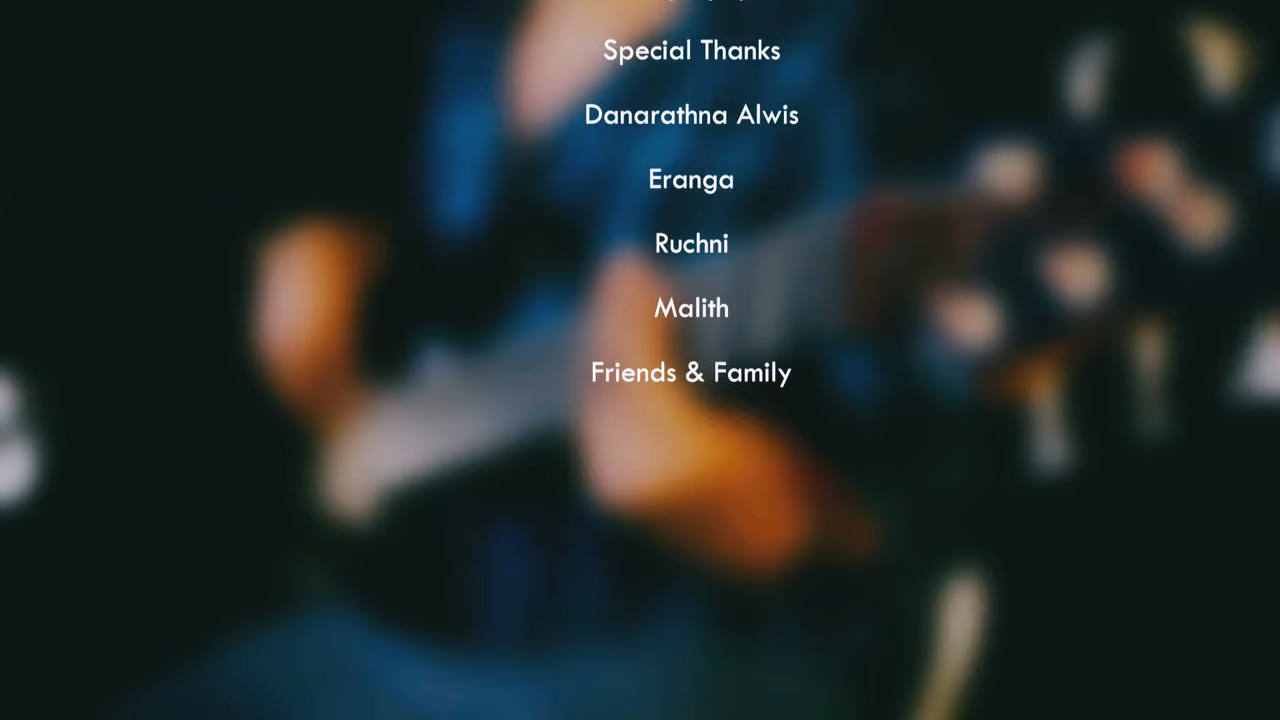 Special Thanks
Danarathna Alwis
Eranga
Ruchni
Malith
Friends & Family